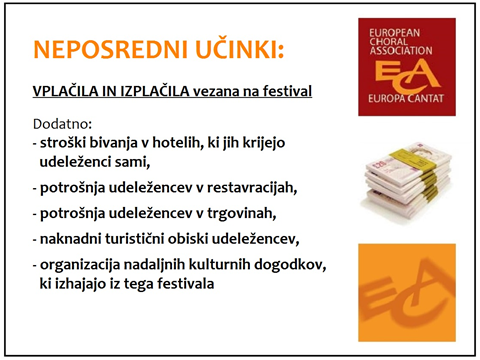 NEPOSREDNI UČINKI:
VPLAČILA IN IZPLAČILA vezana na festival
Dodatno:
- stroški bivanja v hotelih, ki jih krijejo
udeleženci sami,
- potrošnja udeležencev v restavracijah,
- potrošnja udeležencev v trgovinah,
- naknadni turistični obiski udeležencev,
- organizacija nadaljnih kulturnih dogodkov,
ki izhajajo iz tega festivala
EUROPEAN
CHORAL
ASSOCIATION
ECA
EUROPA CANTAT
ECA